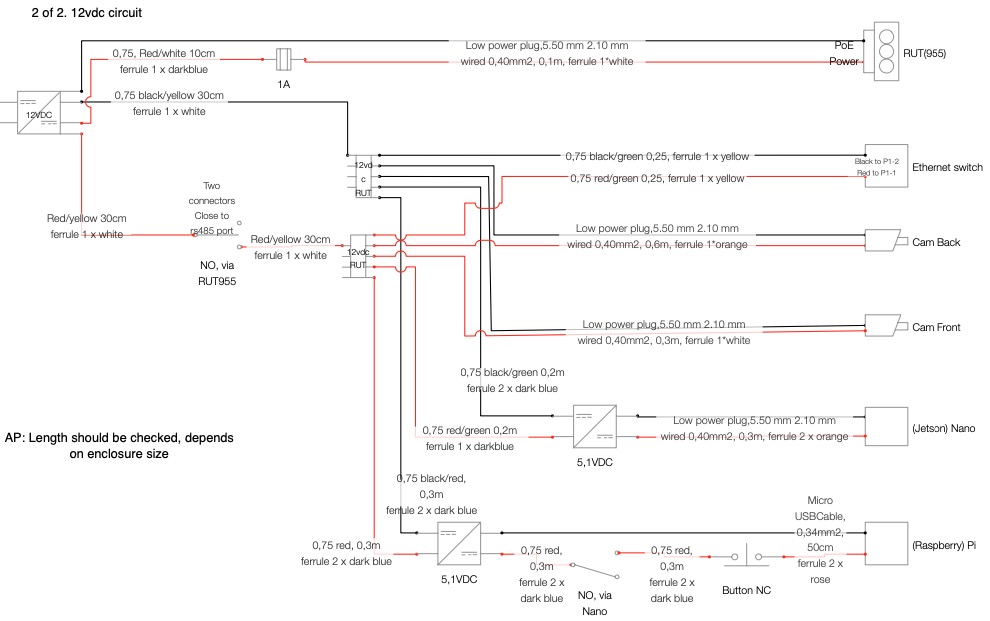 2 of 2. 12vdc circuit
0,75, Red/white 10cm
ferrule 1 x darkblue
1A
Low power plug,5.50 mm 2.10 mm
wired 0,40mm2, 0,1m, ferrule 1*white
PoE
Power
RUT(955)
12VDC
0,75 black/yellow 30cm
ferrule 1 x white
12vd
c
RUT
0,75 black/green 0,25, ferrule 1 x yellow
0,75 red/green 0,25, ferrule 1 x yellow
Black to P1-2
Red to P1-1
Ethernet switch
Two
connectors
Close to
rs485 port
Red/yellow 30cm
ferrule 1 x white
NO, via
RUT955
Red/yellow 30cm
ferrule 1 x white
12vdc
RUT
Low power plug,5.50 mm 2.10 mm
wired 0,40mm2, 0,6m, ferrule 1*orange
Cam Back
Low power plug,5.50 mm 2.10 mm
wired 0,40mm2, 0,3m, ferrule 1*white
Cam Front
0,75 black/green 0,2m
ferrule 2 x dark blue
0,75 red/green 0,2m
ferrule 1 x darkblue
5,1VDC
Low power plug,5.50 mm 2.10 mm
wired 0,40mm2, 0,3m, ferrule 2 x orange
(Jetson) Nano
AP: Length should be checked, depends
on enclosure size
0,75 black/red,
0,3m
ferrule 2 x dark blue
0,75 red, 0,3m
ferrule 2 x dark blue
5,1VDC
0,75 red,
0,3m
ferrule 2 x
dark blue
NO, via
Nano
0,75 red,
0,3m
ferrule 2 x
dark blue
Button NC
Micro
USBCable,
0,34mm2,
50cm
ferrule 2 x
rose
(Raspberry) Pi